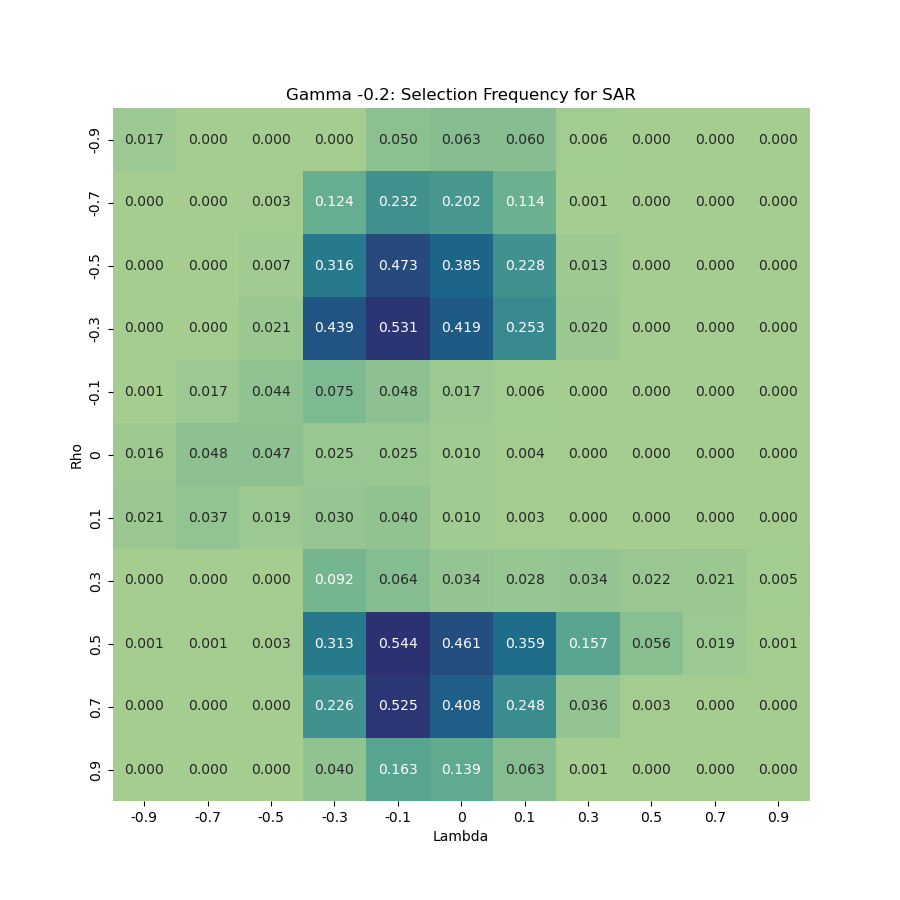 Gamma -0.2: Selection Frequency for SAR
-0.9 0.017 0.000 0.000 0.000 0.050 0.063 0.060 0.006 0.000 0.000 0.000
-0.7 0.000 0.000 0.003 0.124 0.232 0.202 0.114 0.001 0.000 0.000 0.000
-0.5 0.000 0.000 0.007 0.316 0.473 0.385 0.228 0.013 0.000 0.000 0.000
-0.3 0.000 0.000 0.021 0.439 0.531 0.419 0.253 0.020 0.000 0.000 0.000
-0.1 0.001 0.017 0.044 0.075 0.048 0.017 0.006 0.000 0.000 0.000 0.000
Rho
0 0.016 0.048 0.047 0.025 0.025 0.010 0.004 0.000 0.000 0.000 0.000
0.1 0.021 0.037 0.019 0.030 0.040 0.010 0.003 0.000 0.000 0.000 0.000
0.3 0.000 0.000 0.000 0.092 0.064 0.034 0.028 0.034 0.022 0.021 0.005
0.5 0.001 0.001 0.003 0.313 0.544 0.461 0.359 0.157 0.056 0.019 0.001
0.7 0.000 0.000 0.000 0.226 0.525 0.408 0.248 0.036 0.003 0.000 0.000
0.9 0.000 0.000 0.000 0.040 0.163 0.139 0.063 0.001 0.000 0.000 0.000
-0.9 -0.7 -0.5 -0.3 -0.1 0 0.1 0.3 0.5 0.7 0.9
Lambda